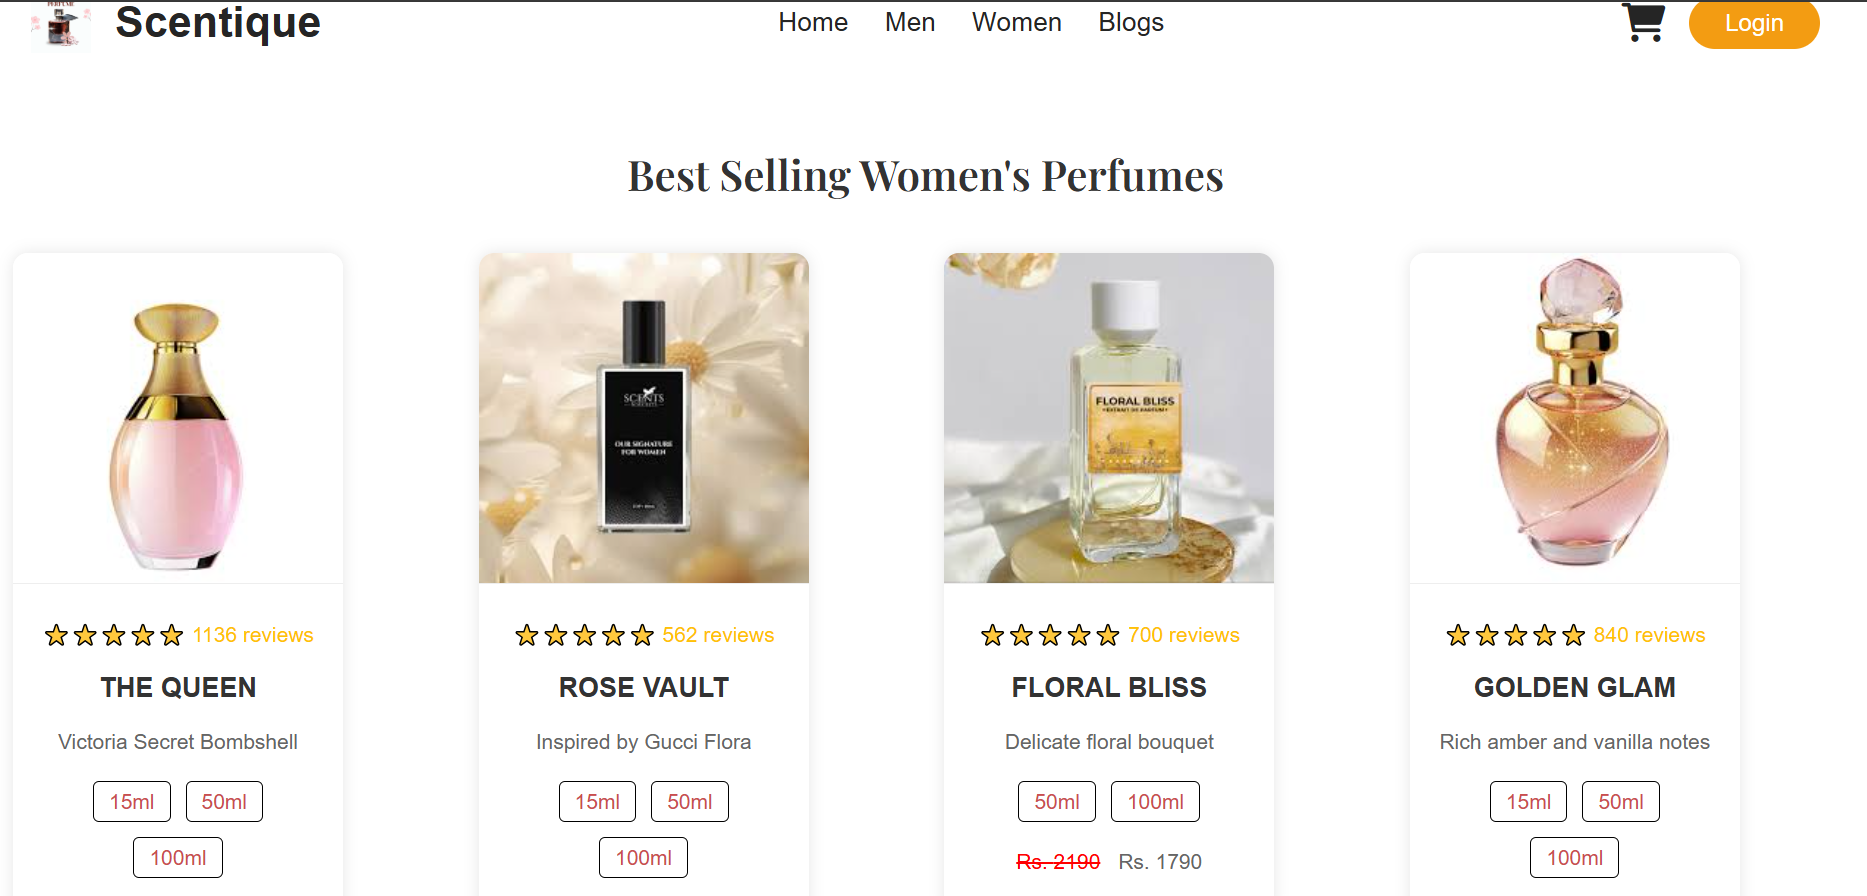 PERFUME
Scentique
Home Men Women Blogs
Login
Best Selling Women's Perfumes
SCENTS
OUR SIGNATURE
FOR WOMEN
FLORAL BLISS
EXTRAIT DE PARFUM
1136 reviews
THE QUEEN
Victoria Secret Bombshell
15ml 50ml
100ml
562 reviews
ROSE VAULT
Inspired by Gucci Flora
15ml 50ml
100ml
700 reviews
FLORAL BLISS
Delicate floral bouquet
50ml 100ml
Rs. 2190 Rs. 1790
840 reviews
GOLDEN GLAM
Rich amber and vanilla notes
15ml 50ml
100ml